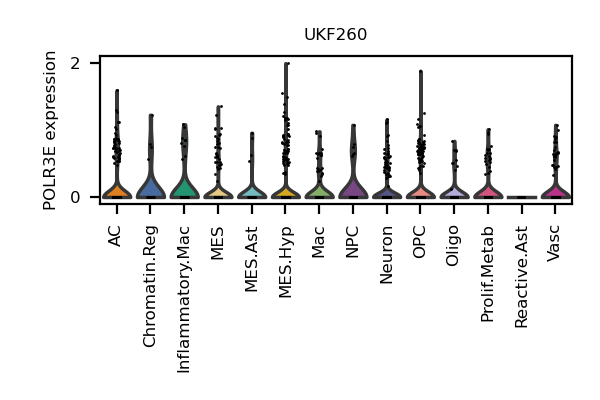 UKF260
POLR3E expression
2
0
AC
Chromatin.Reg
Inflammatory.Mac
MES
MES.Ast
MES.Hyp
Mac
NPC
Neuron
OPC
Oligo
Prolif.Metab
Reactive.Ast
Vasc